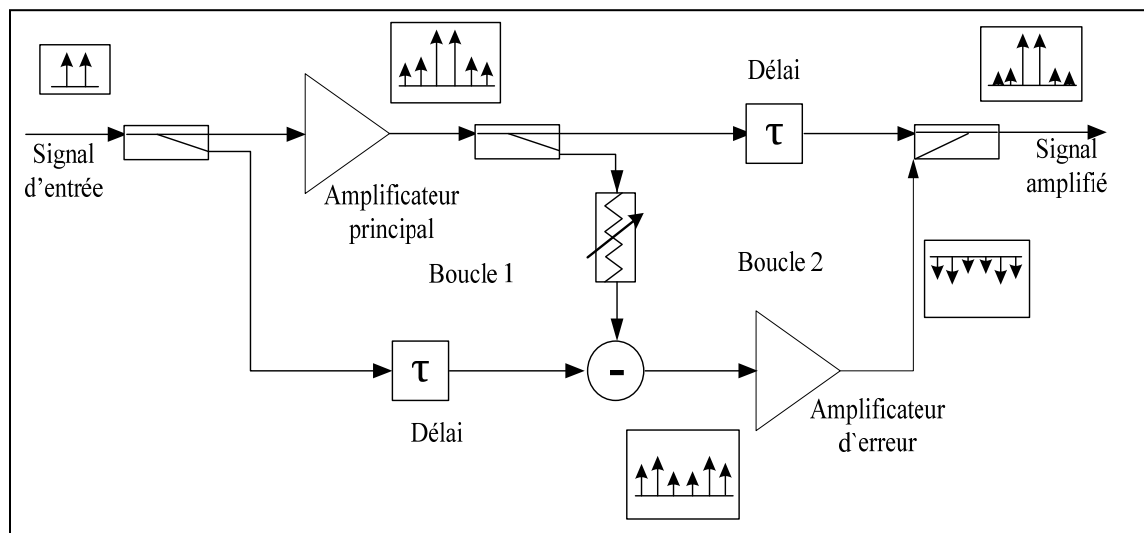 Délai
τ
Signal
d'entrée
Signal
amplifié
Amplificateur
principal
Boucle 1
Boucle 2
τ
-
Délai
Amplificateur
d`erreur